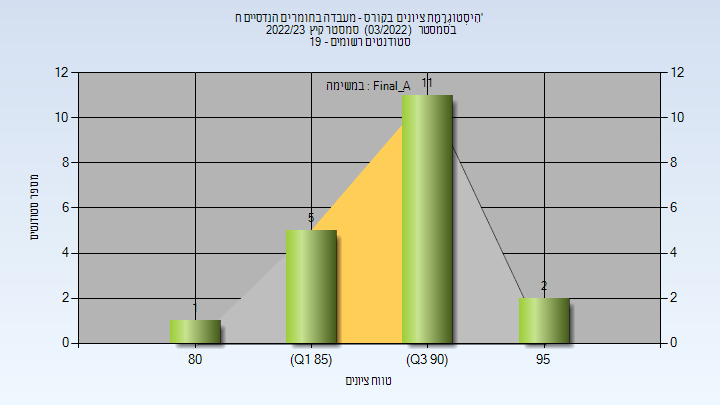 הִיסְטוֹגְרָמַת ציונים בקורס - מעבדה בחומרים הנדסיים ח'
בסמסטר (03/2022) סמסטר קיץ 2022/23
סטודנטים רשומים - 19
במשימה : Final_A
12 12
10 10
8 8
6 6
4 4
2 2
0 0
1 5 11 2
80 (Q1 85) (Q3 90) 95
מספר סטודנטים
טווח ציונים